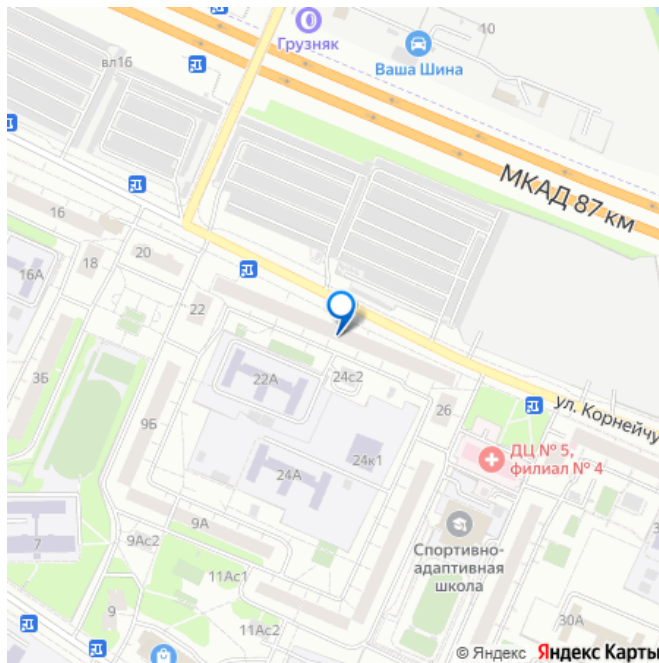 10
Грузняк
Ваша Шина
вл16
МКАД 87 км
16
20
18
16А
22
3Б
22А
24с2
26
ул. Корнейчу
9Б
ДЦ № 5,
филиал № 4
24к1
24А
9А
7
9Ас2
Спортивно-
адаптивная
школа
11Ас1
9
11Ас2
30А
© Яндекс Яндекс Карты